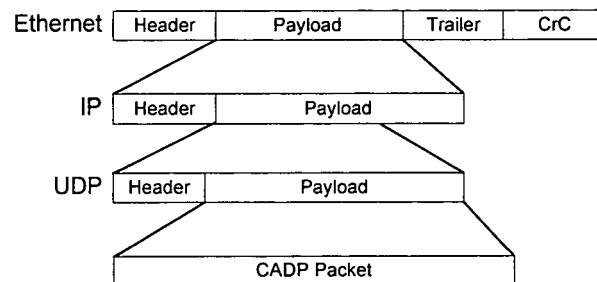 Ethernet Header Payload Trailer CrC
IP Header Payload
UDP Header Payload
CADP Packet